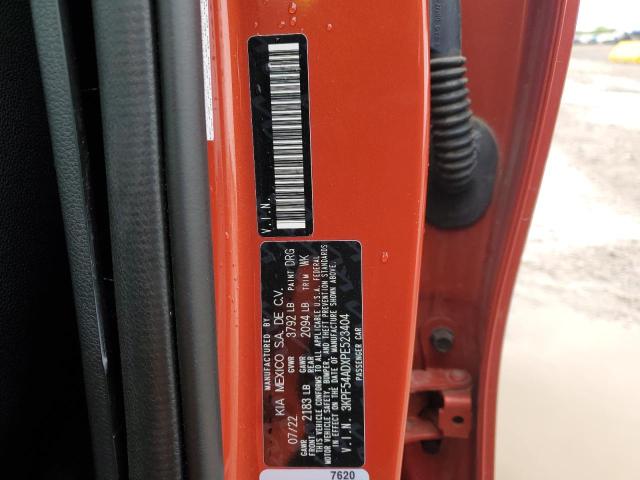 V.I.N.
MANUFACTURED BY
KIA MEXICO S.A. DE C.V.
07/22 GVWR 3792 LB PAINT DRG
GAWR FRONT 2183 LB GAWR REAR 2094 LB TRIM WK
THIS VEHICLE CONFORMS TO ALL APPLICABLE U.S.A. FEDERAL
MOTOR VEHICLE SAFETY, BUMPER, AND THEFT PREVENTION STANDARDS
IN EFFECT ON THE DATE OF MANUFACTURE SHOWN ABOVE.
V.I.N. 3KPF54ADXPE523404
PASSENGER CAR
7620